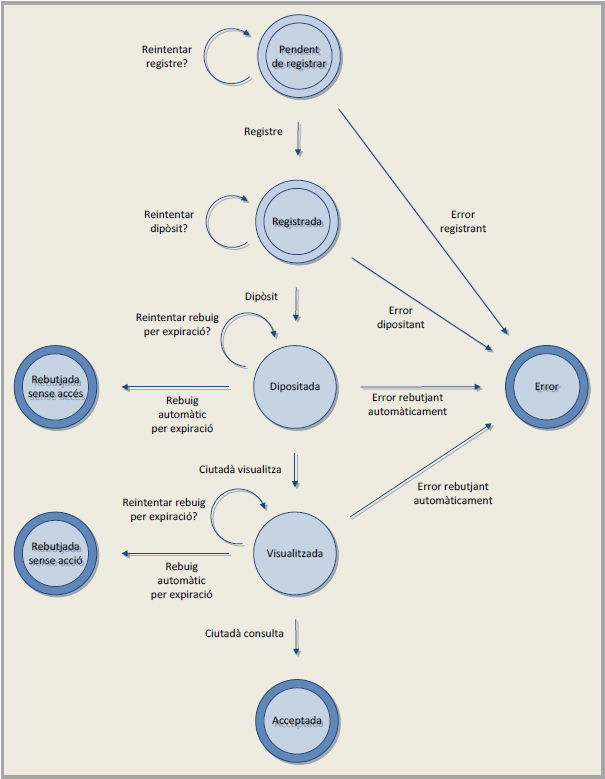 Reintentar
registre?
Pendent
de registrar
Registre
Reintentar
dipòsit?
Registrada
Error
registrant
Dipòsit
Error
dipositant
Reintentar rebuig
per expiració?
Rebutjada
sense accés
Dipositada
Error
Rebuig
automàtic
per expiració
Error rebutjant
automàticament
Ciutadà visualitza
Error rebutjant
automàticament
Reintentar rebuig
per expiració?
Rebutjada
sense acció
Visualitzada
Rebuig
automàtic
per expiració
Ciutadà consulta
Acceptada